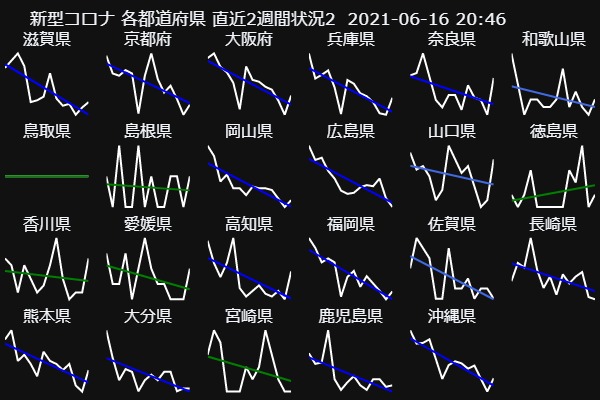 新型コロナ 各都道府県 直近2週間状況2 2021-06-16 20:46
滋賀県 京都府 大阪府 兵庫県 奈良県 和歌山県
鳥取県 島根県 岡山県 広島県 山口県 徳島県
香川県 愛媛県 高知県 福岡県 佐賀県 長崎県
熊本県 大分県 宮崎県 鹿児島県 沖縄県